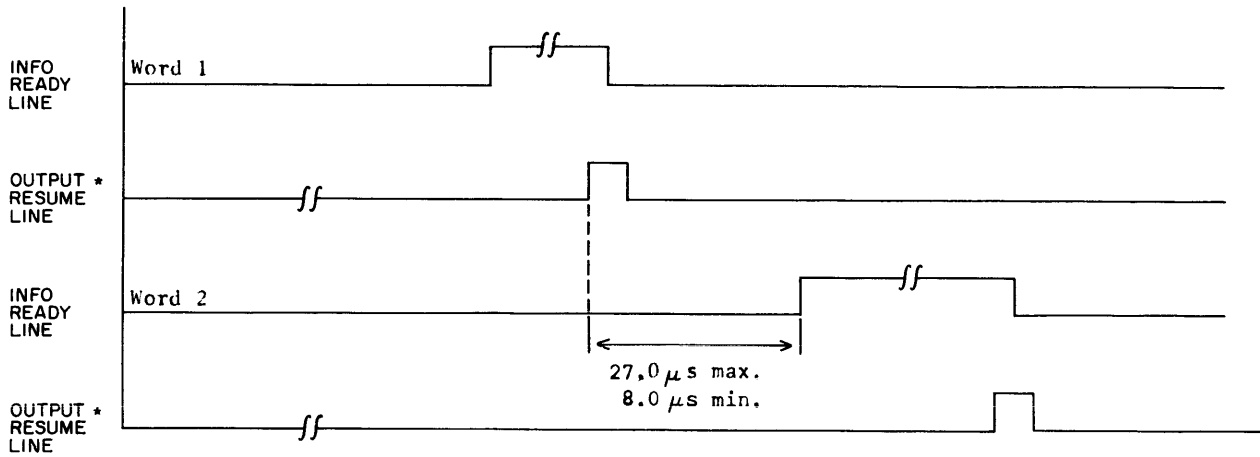 INFO
READY
LINE
Word 1
OUTPUT *
RESUME
LINE
INFO
READY
LINE
Word 2
27.0 μs max.
8.0 μs min.
OUTPUT *
RESUME
LINE